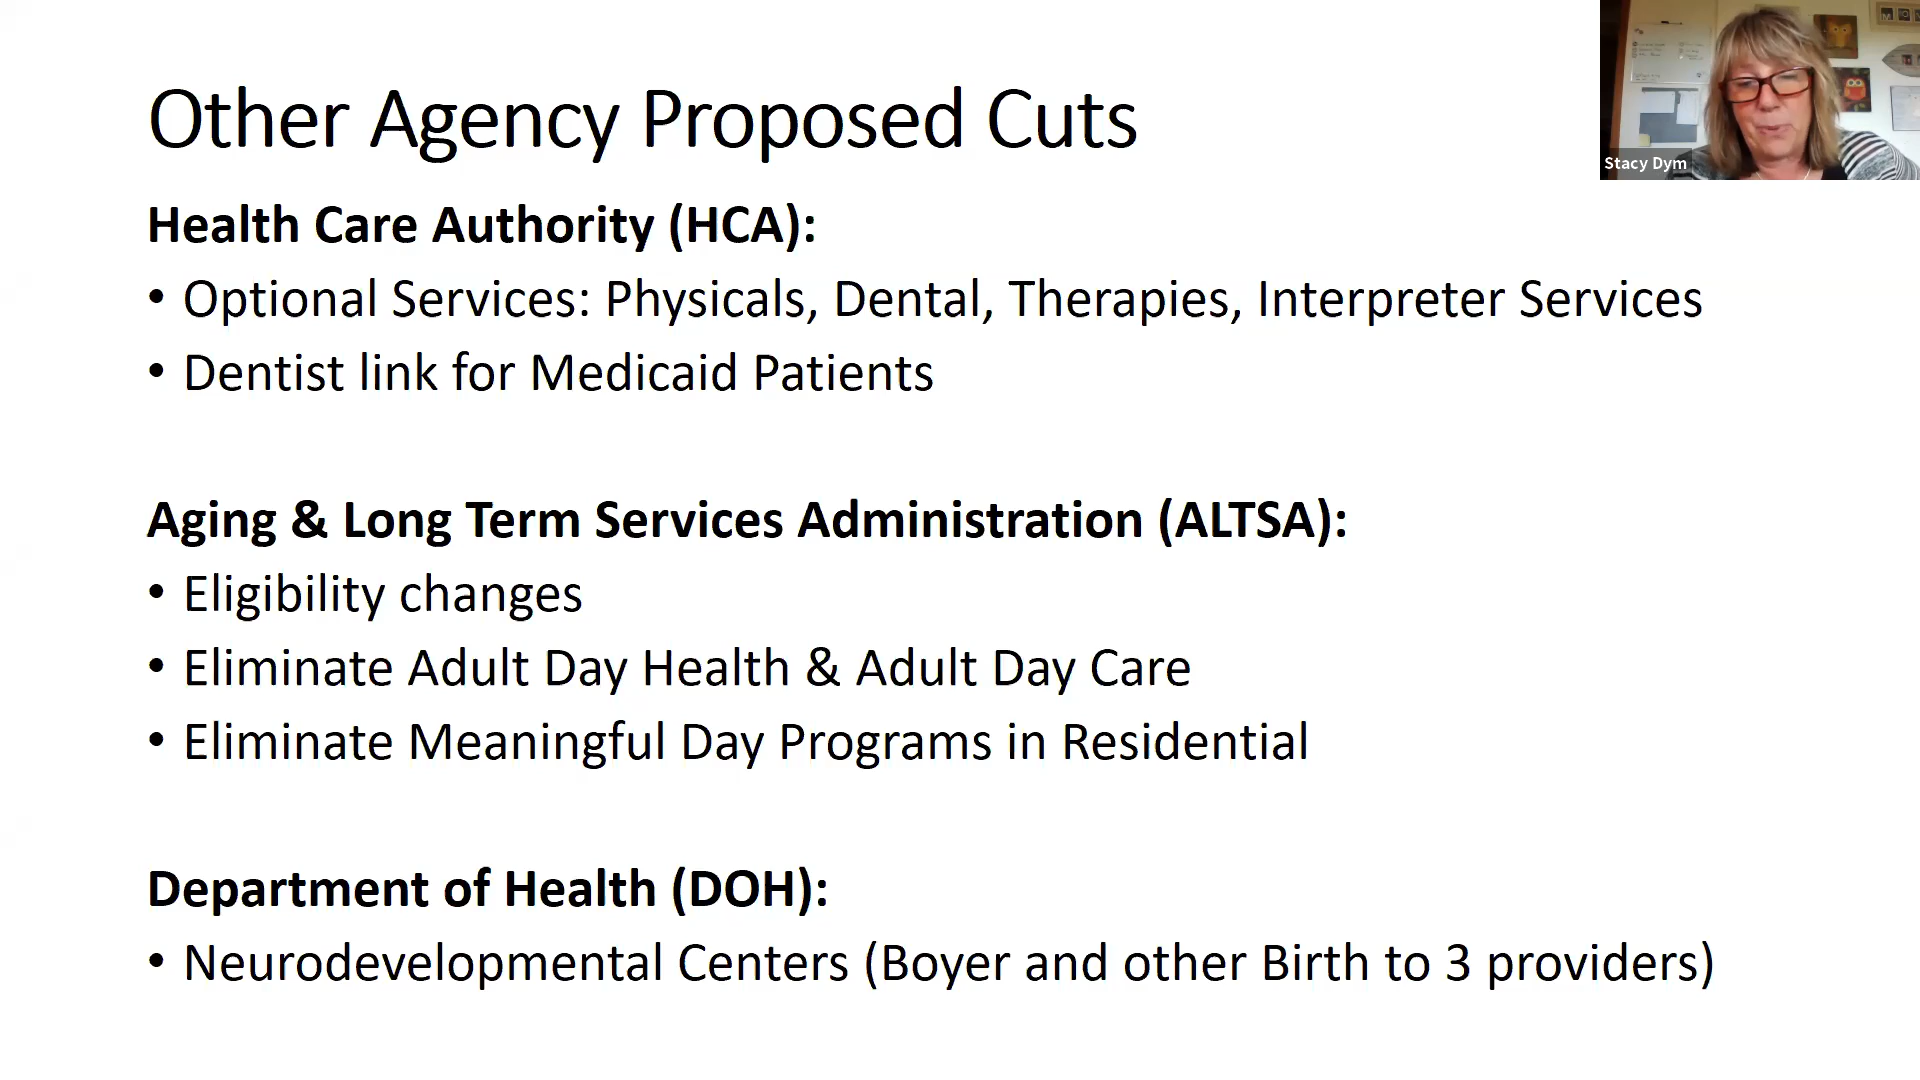 Other Agency Proposed Cuts
Stacy Dym
Health Care Authority (HCA):
• Optional Services: Physicals, Dental, Therapies, Interpreter Services
• Dentist link for Medicaid Patients
Aging & Long Term Services Administration (ALTSA):
• Eligibility changes
• Eliminate Adult Day Health & Adult Day Care
• Eliminate Meaningful Day Programs in Residential
Department of Health (DOH):
• Neurodevelopmental Centers (Boyer and other Birth to 3 providers)